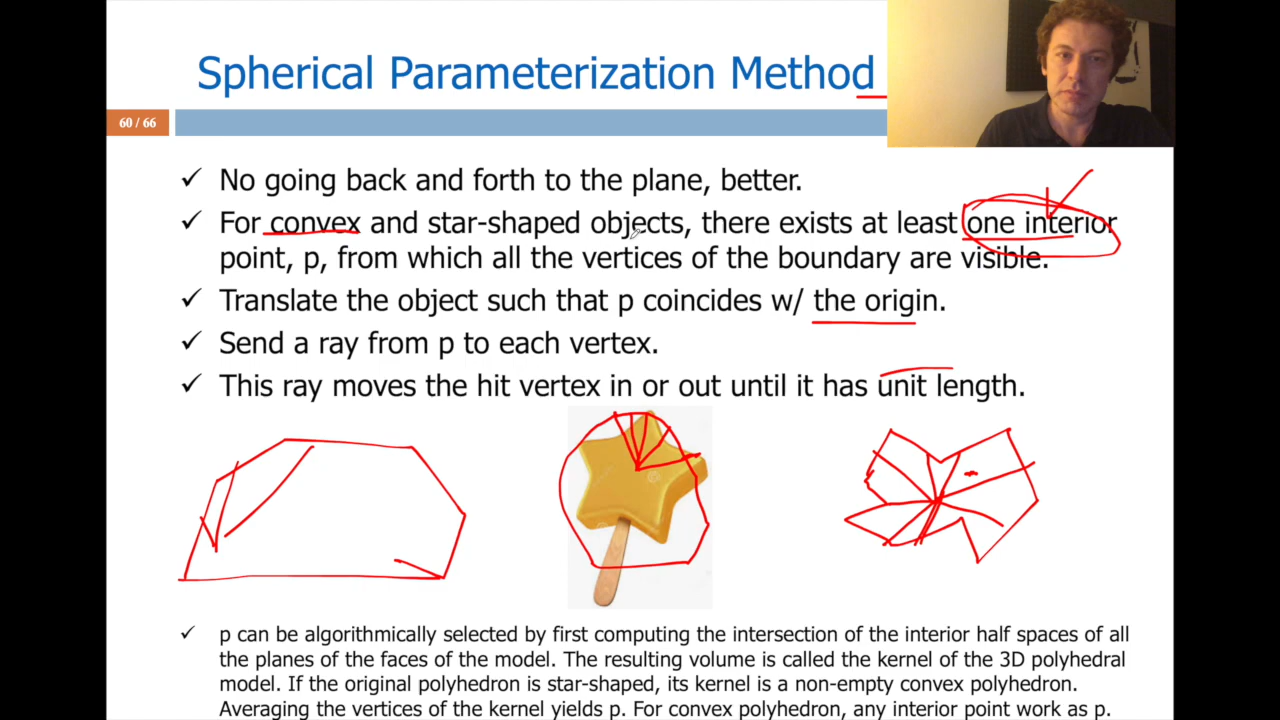 Spherical Parameterization Method
60 / 66
✓ No going back and forth to the plane, better.
✓ For convex and star-shaped objects, there exists at least one interior
point, p, from which all the vertices of the boundary are visible.
✓ Translate the object such that p coincides w/ the origin.
✓ Send a ray from p to each vertex.
✓ This ray moves the hit vertex in or out until it has unit length.
✓ p can be algorithmically selected by first computing the intersection of the interior half spaces of all
the planes of the faces of the model. The resulting volume is called the kernel of the 3D polyhedral
model. If the original polyhedron is star-shaped, its kernel is a non-empty convex polyhedron.
Averaging the vertices of the kernel yields p. For convex polyhedron, any interior point work as p.